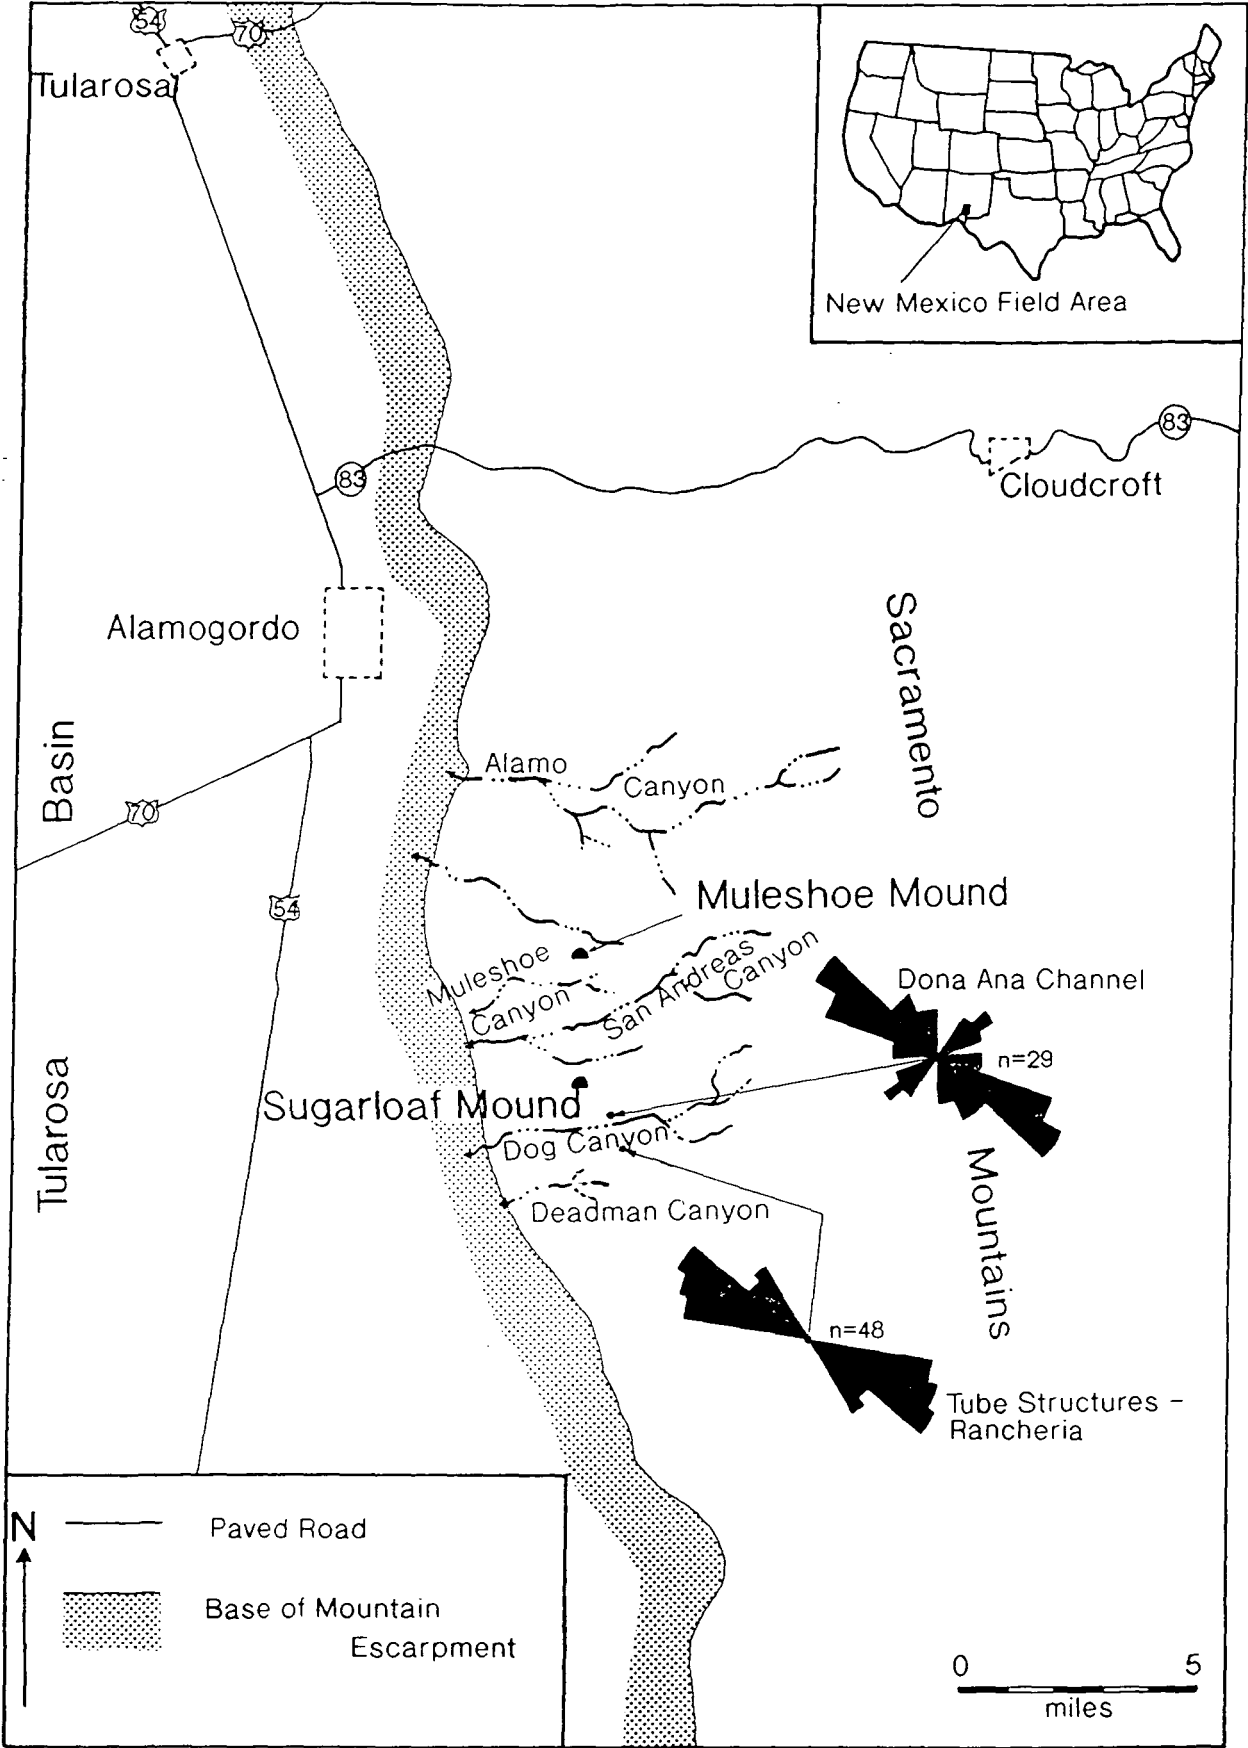 54
70
Tularosa
New Mexico Field Area
83
83
Cloudcroft
Alamogordo
Sacramento
Basin
Alamo
Canyon
70
Muleshoe Mound
54
Muleshoe
Canyon
San Andreas
Canyon
Dona Ana Channel
n=29
Sugarloaf Mound
Tularosa
Dog Canyon
Mountains
Deadman Canyon
n=48
Tube Structures -
Rancheria
N
Paved Road
Base of Mountain
Escarpment
0 5
miles